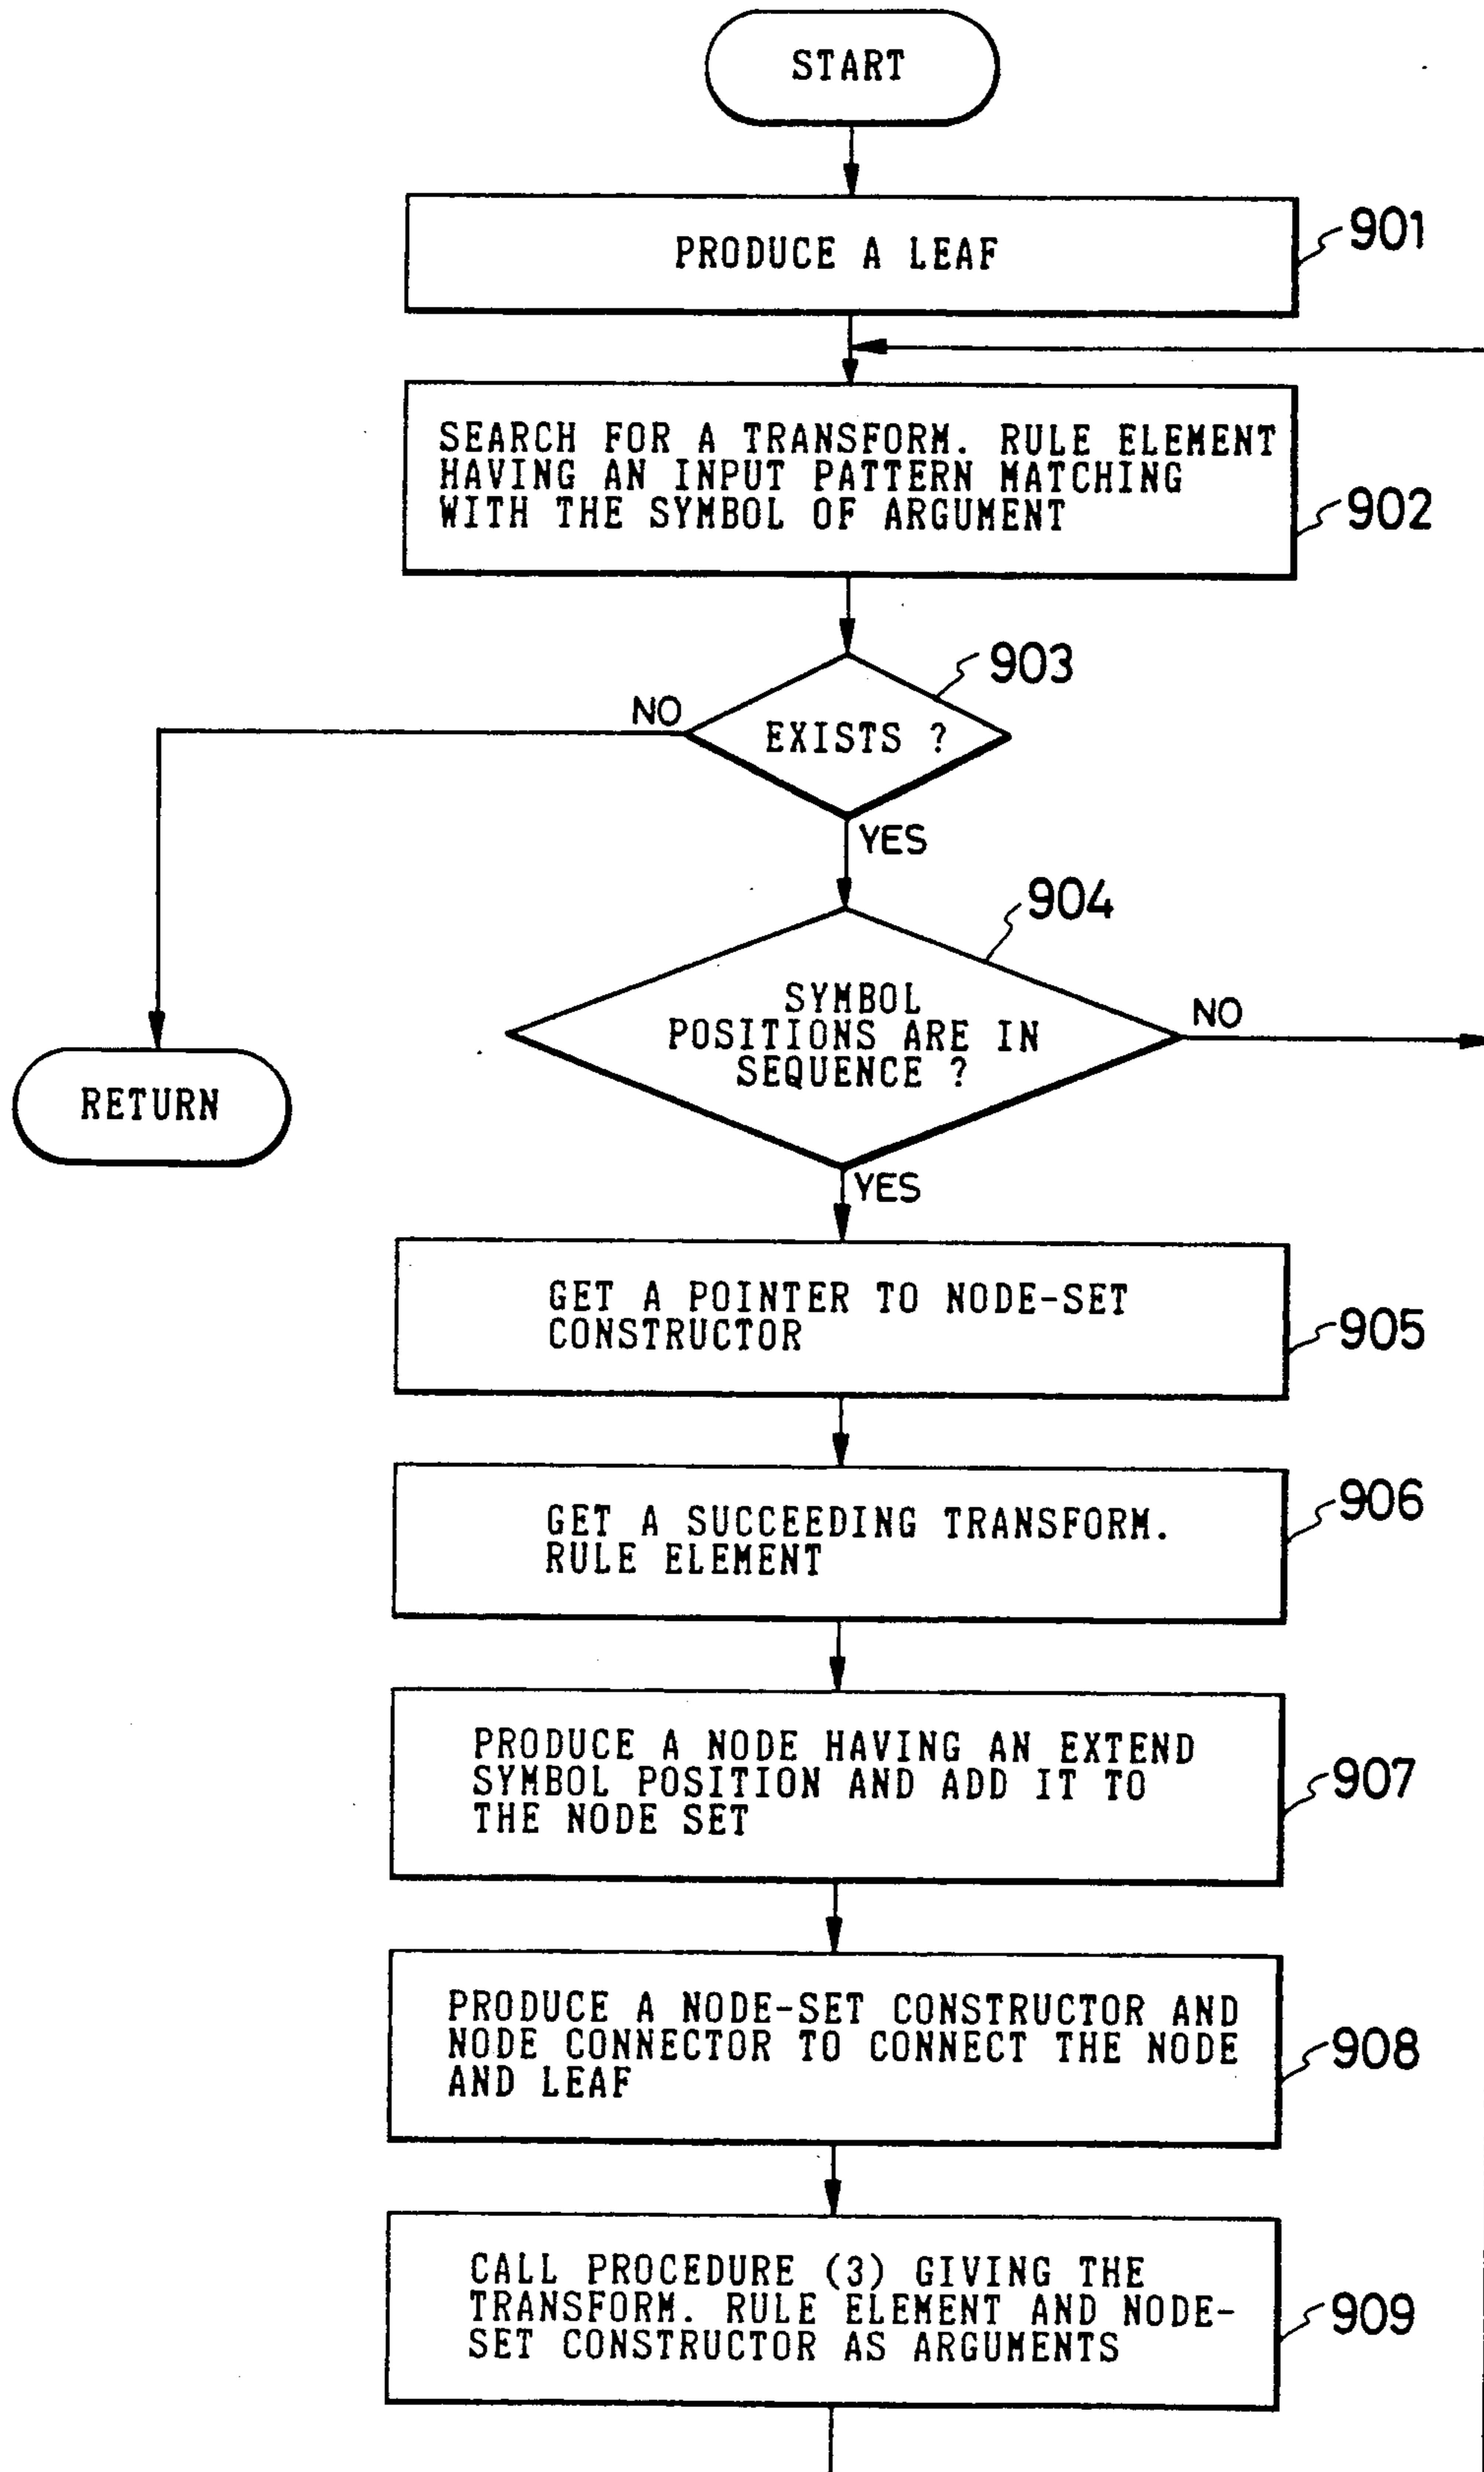 START
PRODUCE A LEAF
901
SEARCH FOR A TRANSFORM. RULE ELEMENT
HAVING AN INPUT PATTERN MATCHING
WITH THE SYMBOL OF ARGUMENT
902
903
NO
EXISTS ?
YES
904
SYMBOL
POSITIONS ARE IN
SEQUENCE ?
NO
RETURN
YES
GET A POINTER TO NODE-SET
CONSTRUCTOR
905
GET A SUCCEEDING TRANSFORM.
RULE ELEMENT
906
PRODUCE A NODE HAVING AN EXTEND
SYMBOL POSITION AND ADD IT TO
THE NODE SET
907
PRODUCE A NODE-SET CONSTRUCTOR AND
NODE CONNECTOR TO CONNECT THE NODE
AND LEAF
908
CALL PROCEDURE (3) GIVING THE
TRANSFORM. RULE ELEMENT AND NODE-
SET CONSTRUCTOR AS ARGUMENTS
909